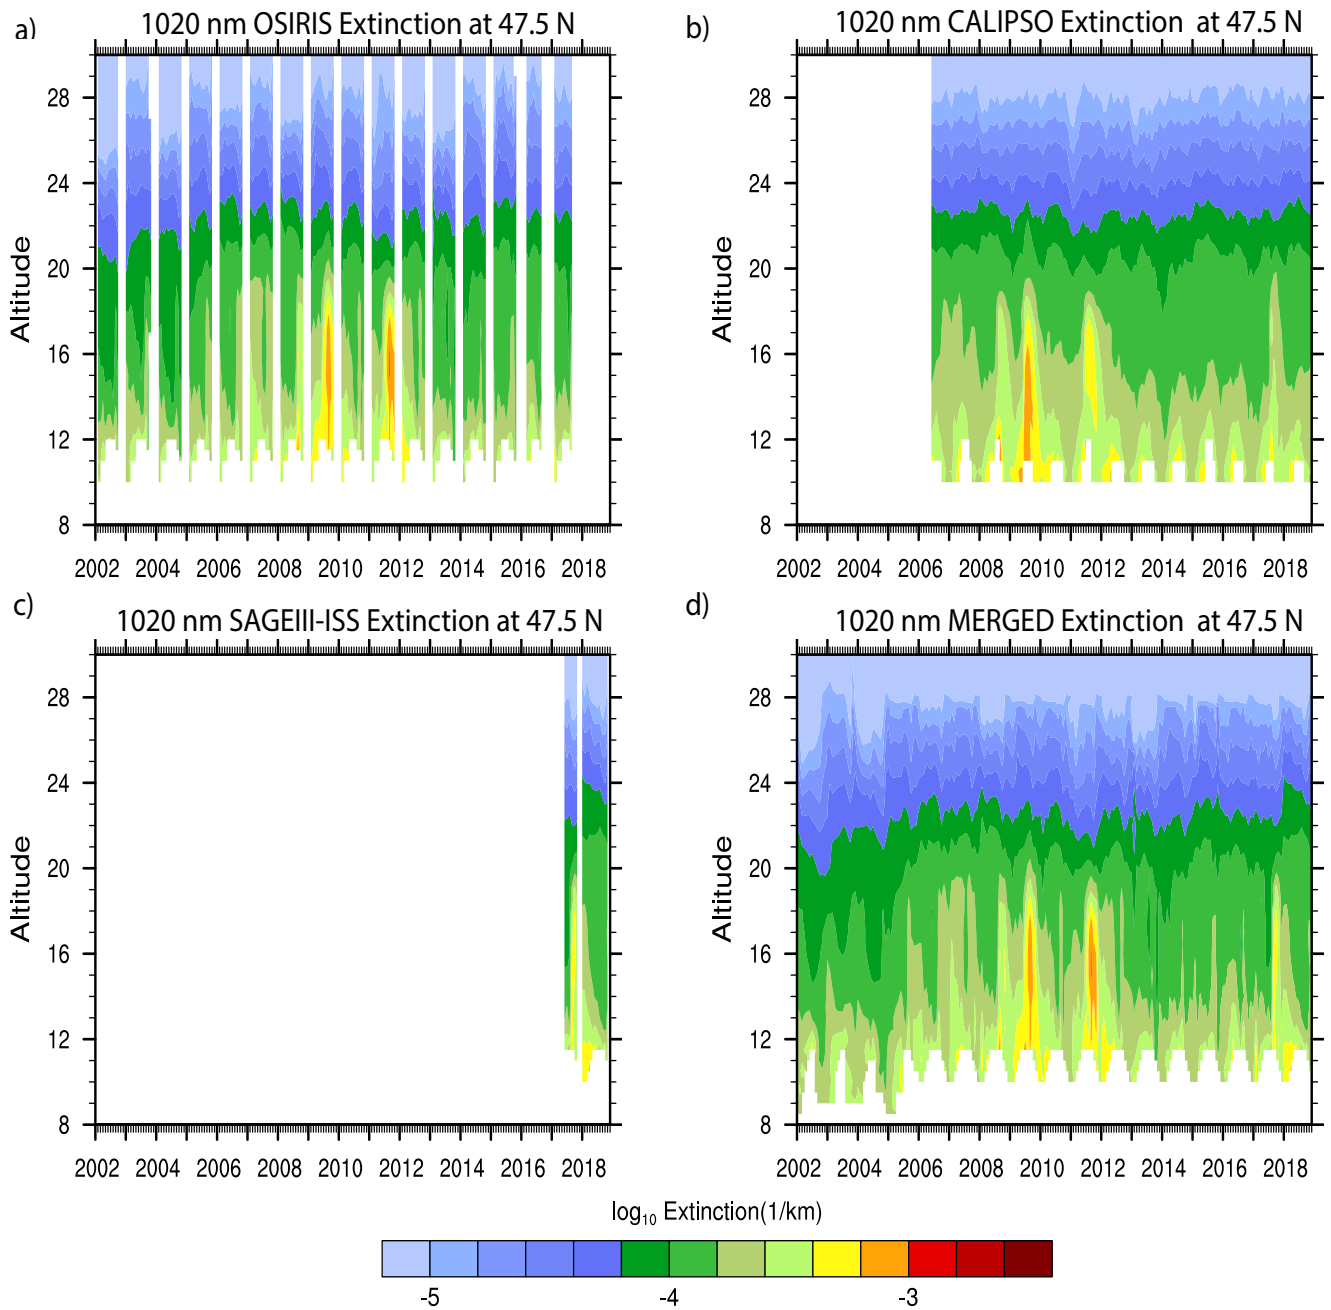 a) 1020 nm OSIRIS Extinction at 47.5 N
b) 1020 nm CALIPSO Extinction at 47.5 N
28
24
20
16
12
8
Altitude
2002 2004 2006 2008 2010 2012 2014 2016 2018
28
24
20
16
12
8
Altitude
2002 2004 2006 2008 2010 2012 2014 2016 2018
c) 1020 nm SAGEIII-ISS Extinction at 47.5 N
d) 1020 nm MERGED Extinction at 47.5 N
28
24
20
16
12
8
Altitude
2002 2004 2006 2008 2010 2012 2014 2016 2018
28
24
20
16
12
8
Altitude
2002 2004 2006 2008 2010 2012 2014 2016 2018
log₁₀ Extinction(1/km)
-5 -4 -3